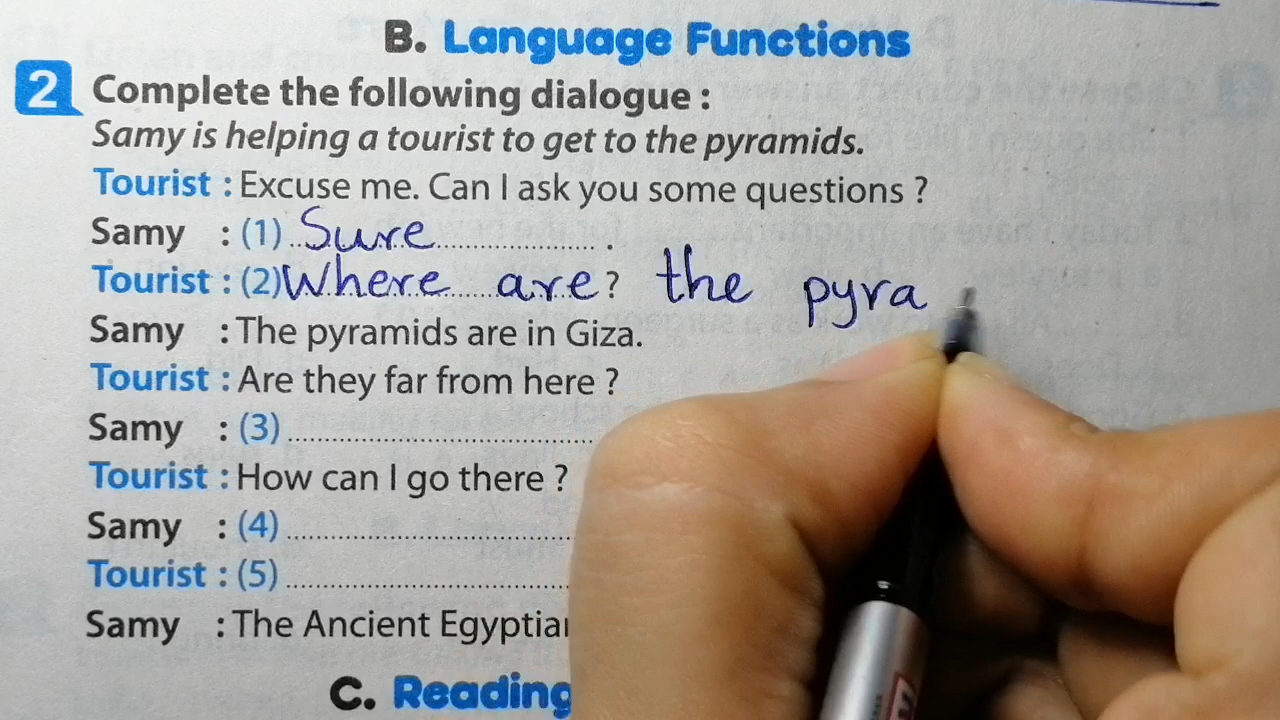 B. Language Functions
2 Complete the following dialogue :
Samy is helping a tourist to get to the pyramids.
Tourist : Excuse me. Can I ask you some questions ?
Samy : (1) Sure .
Tourist : (2) Where are ? the pyra
Samy : The pyramids are in Giza.
Tourist : Are they far from here ?
Samy : (3)
Tourist : How can I go there ?
Samy : (4)
Tourist : (5)
Samy : The Ancient Egyptian
C. Reading